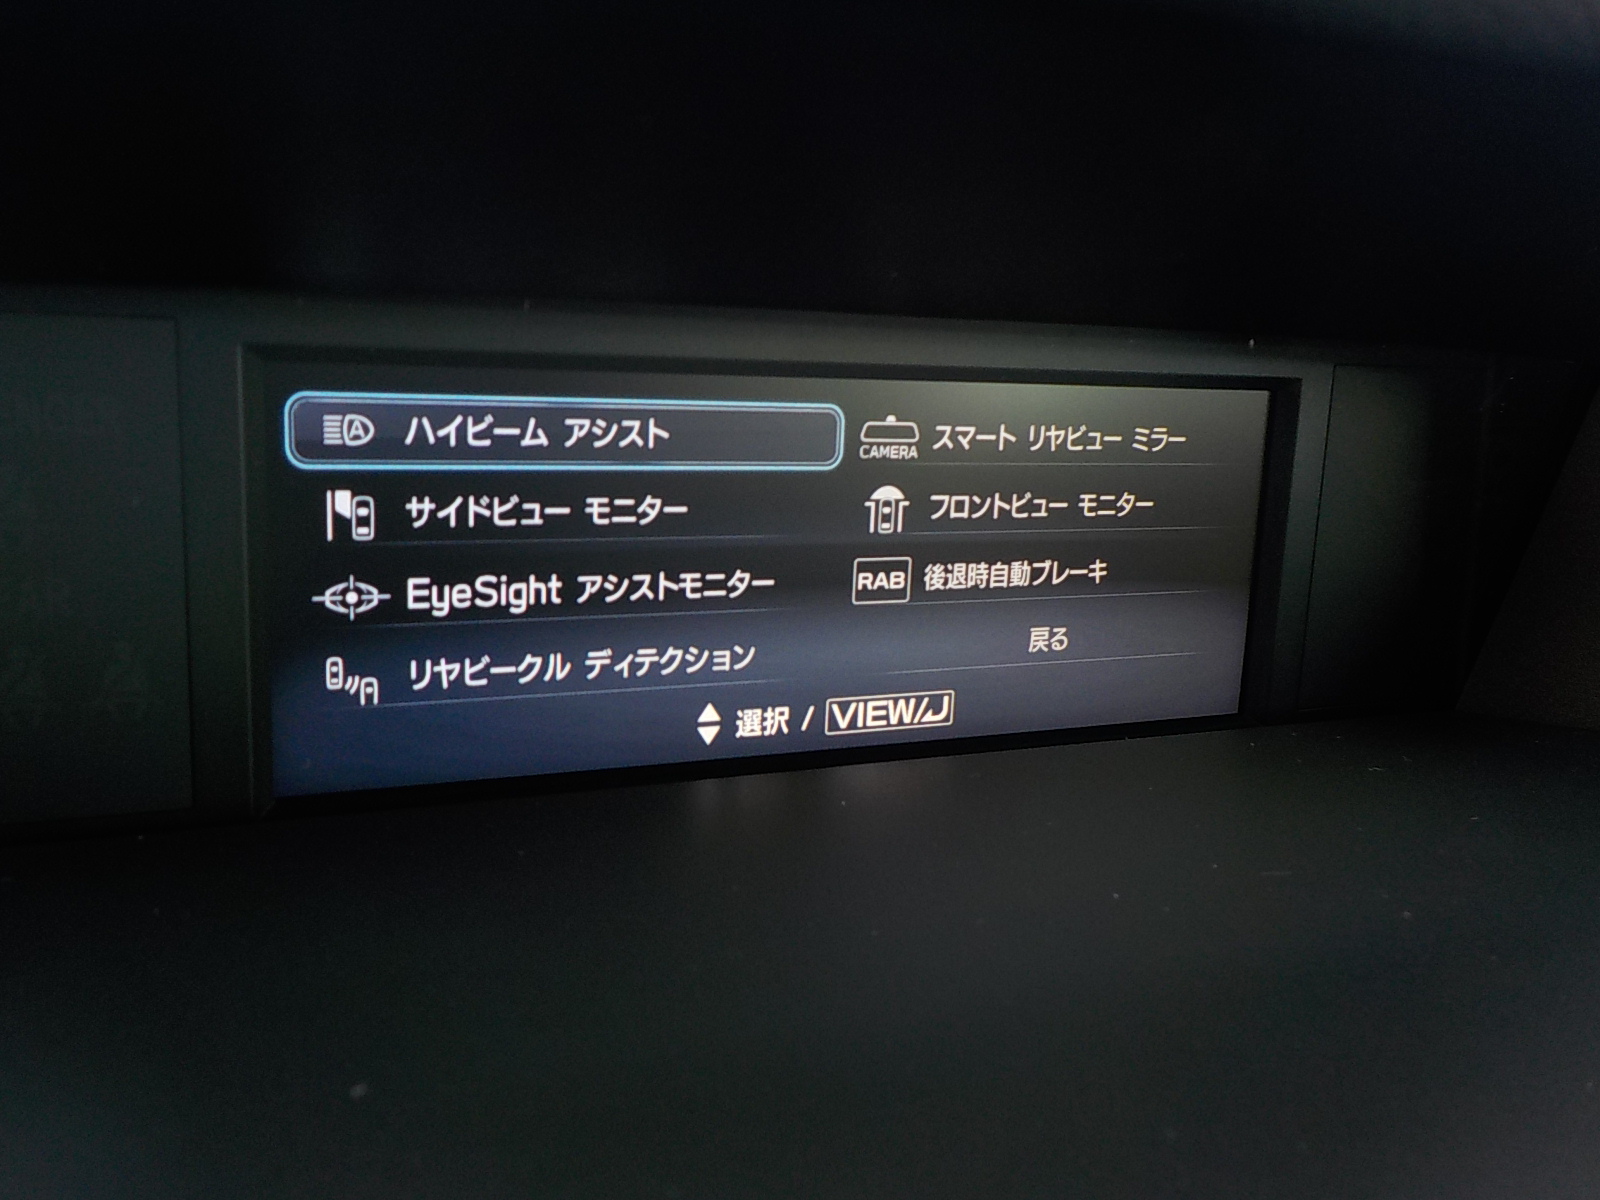 ハイビーム アシスト
サイドビュー モニター
EyeSight アシストモニター
リヤビークル ディテクション
CAMERA スマート リヤビュー ミラー
フロントビュー モニター
RAB 後退時自動ブレーキ
戻る
選択 / VIEW/